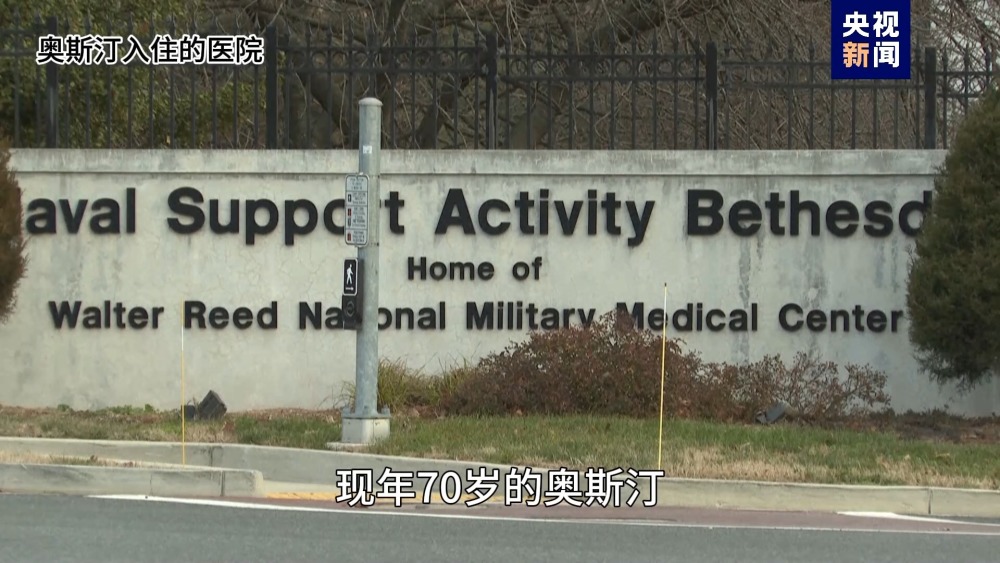 奥斯汀入住的医院
央视
新闻
aval Support Activity Bethesd
Home of
Walter Reed National Military Medical Center
现年70岁的奥斯汀